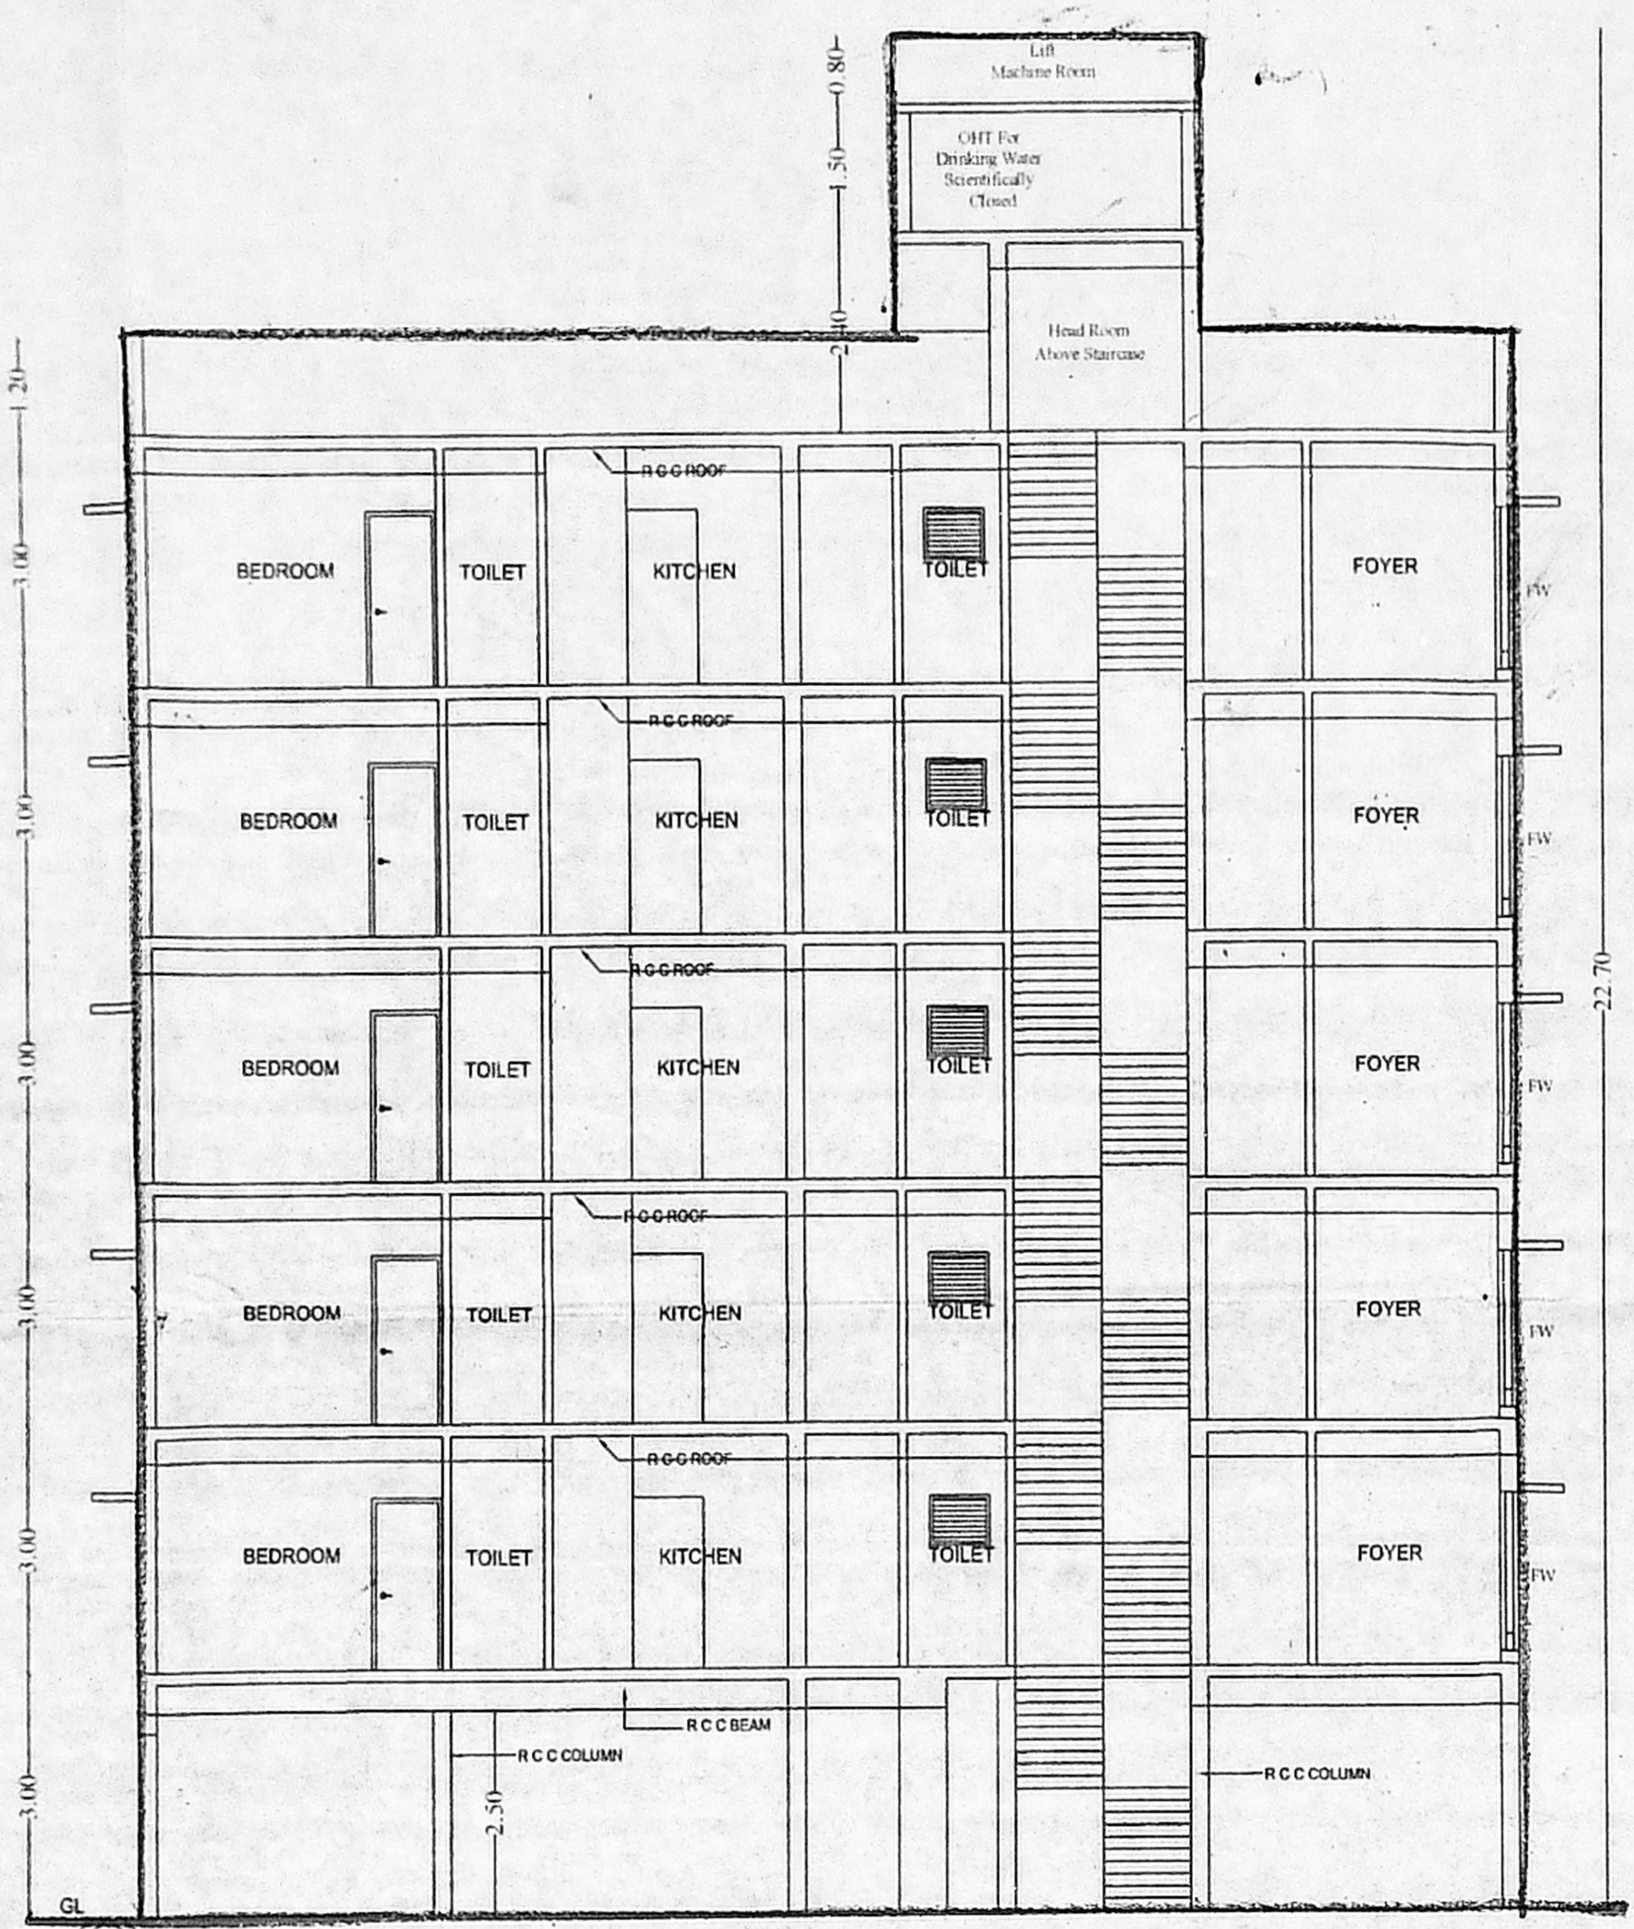 Lift
Machine Room
0.80
OHT For
Drinking Water
Scientifically
Closed
1.50
2.40
Head Room
Above Staircase
1.20
R C C ROOF
3.00
BEDROOM
TOILET
KITCHEN
TOILET
FOYER
FW
R C C ROOF
3.00
BEDROOM
TOILET
KITCHEN
TOILET
FOYER
FW
22.70
R C C ROOF
3.00
BEDROOM
TOILET
KITCHEN
TOILET
FOYER
FW
R C C ROOF
3.00
BEDROOM
TOILET
KITCHEN
TOILET
FOYER
FW
R C C ROOF
3.00
BEDROOM
TOILET
KITCHEN
TOILET
FOYER
FW
R C C BEAM
R C C COLUMN
R C C COLUMN
3.00
2.50
GL